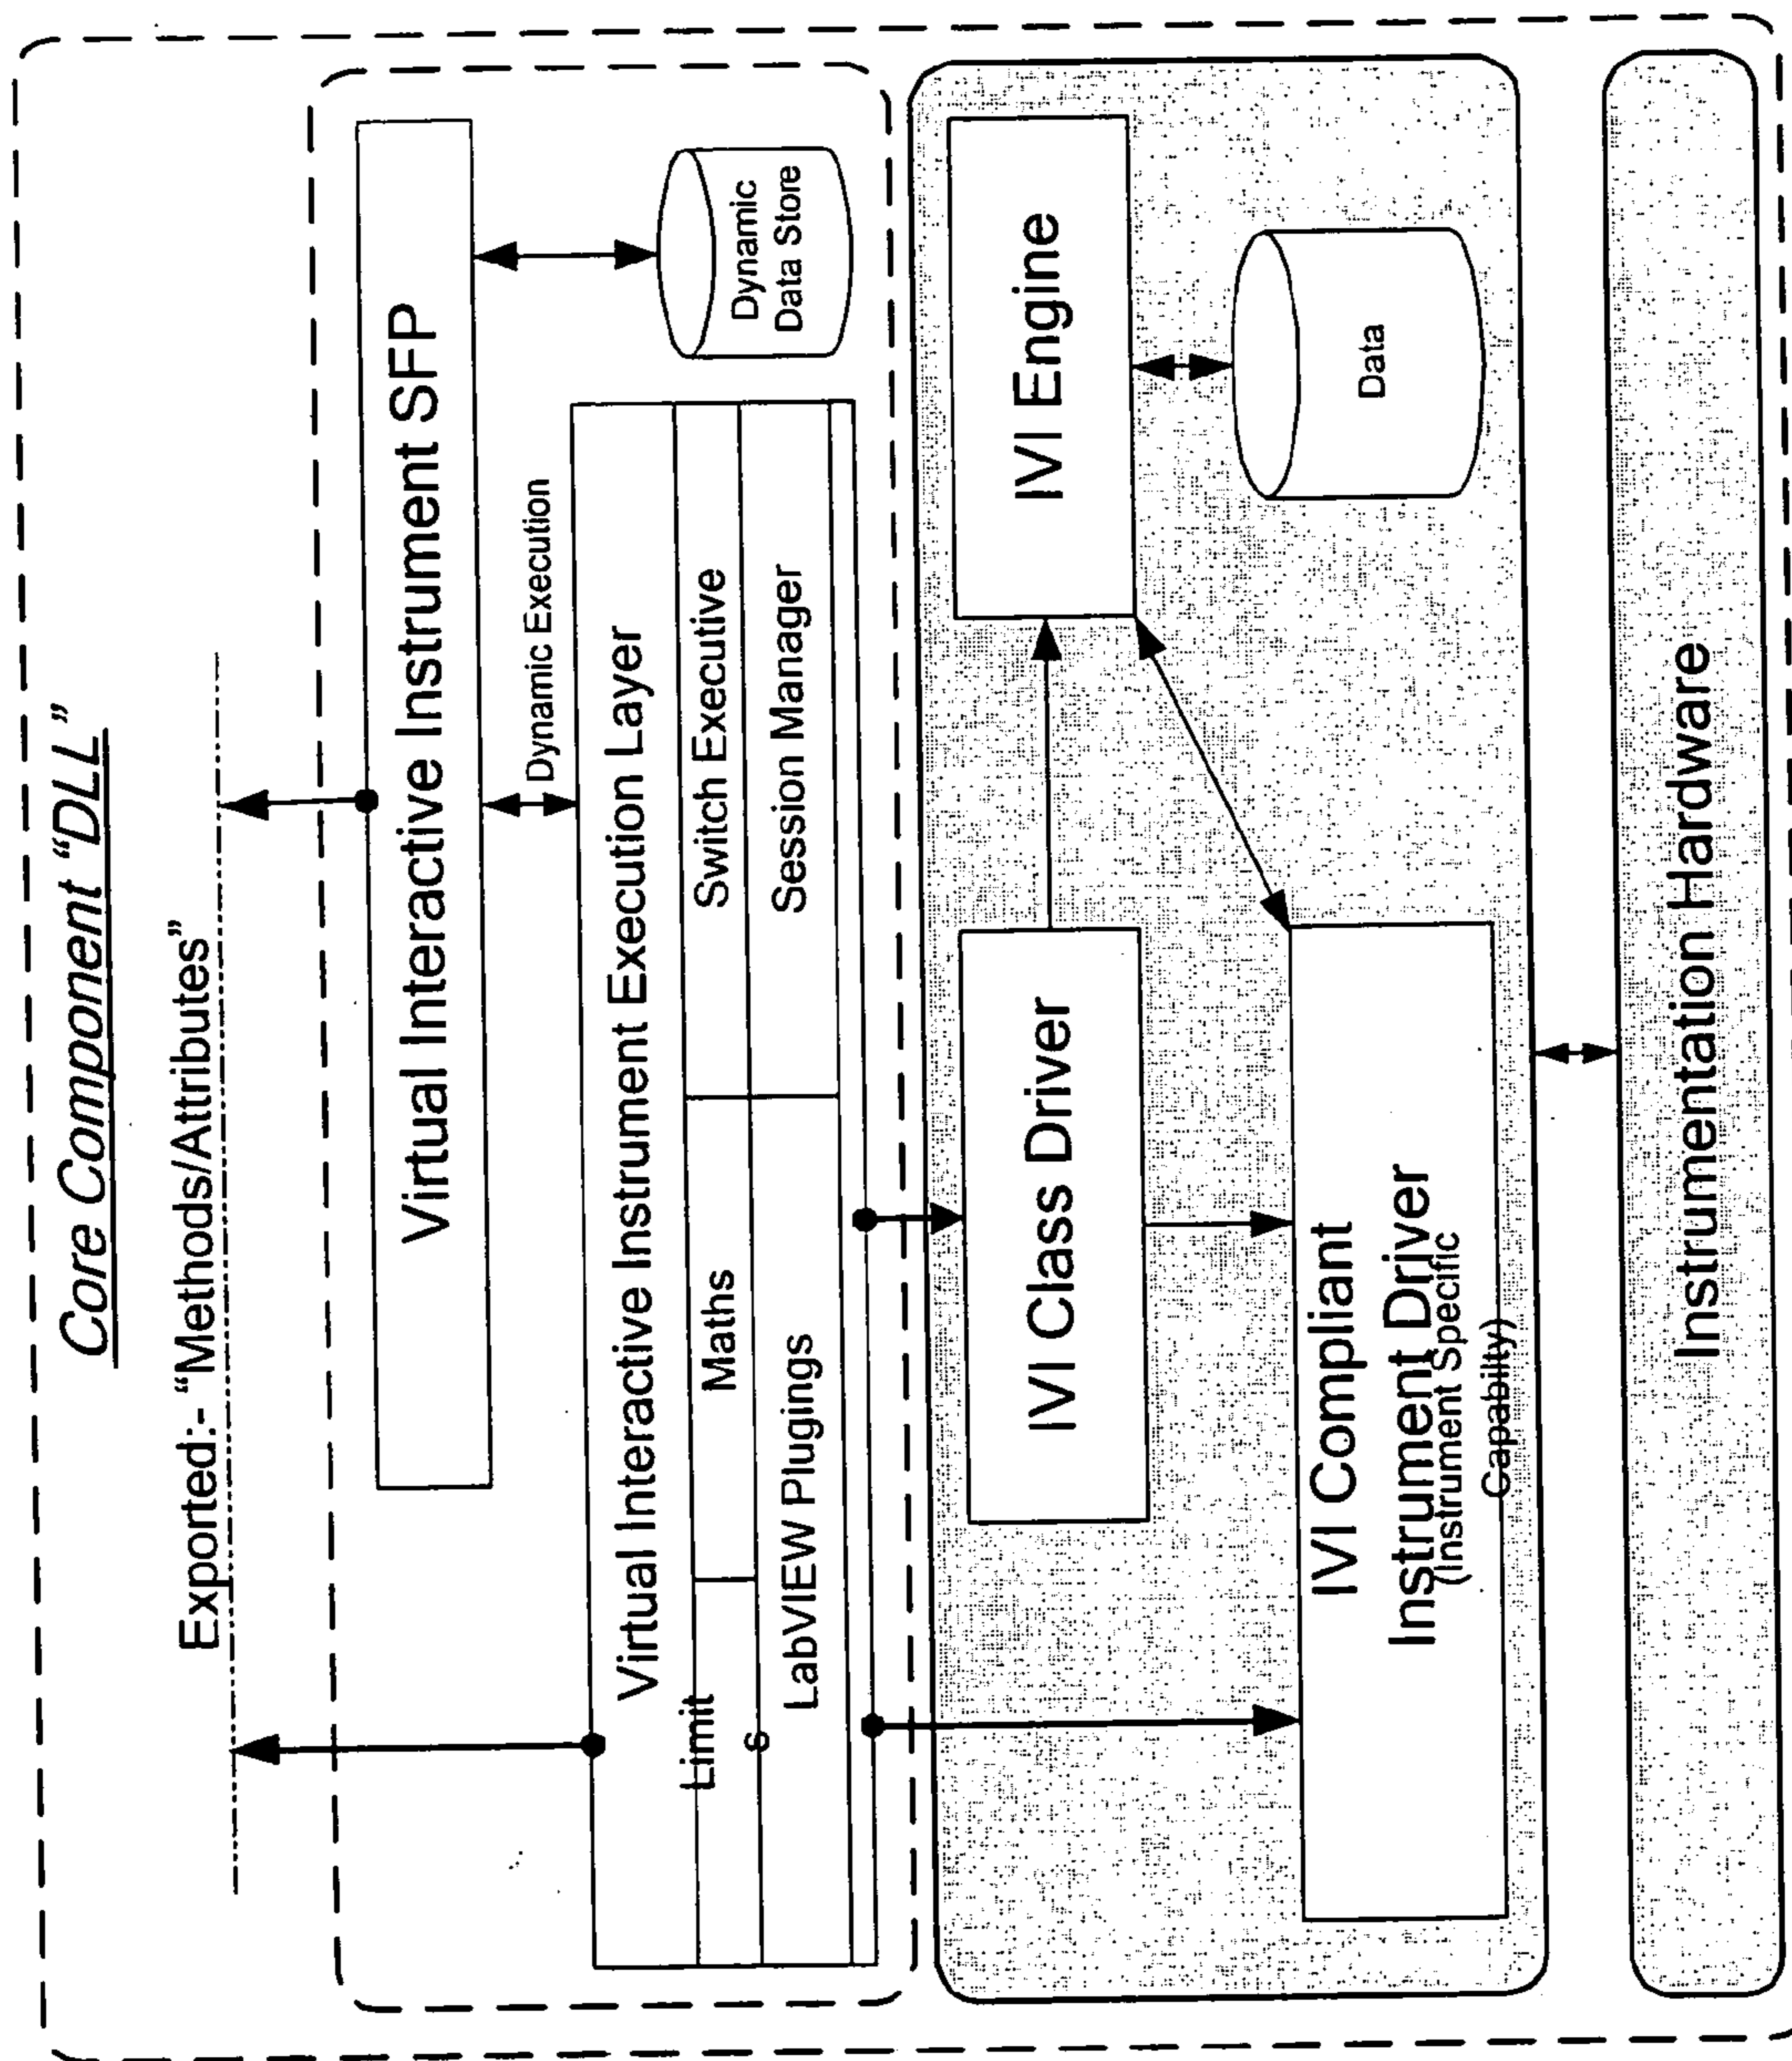 Core Component “DLL”
Exported:- “Methods/Attributes”
Virtual Interactive Instrument SFP
Dynamic Execution
Dynamic
Data Store
Virtual Interactive Instrument Execution Layer
Limit
s
Maths
Switch Executive
LabVIEW Plugings
Session Manager
IVI Class Driver
IVI Engine
IVI Compliant
Instrument Driver
(Instrument Specific
Capability)
Data
Instrumentation Hardware